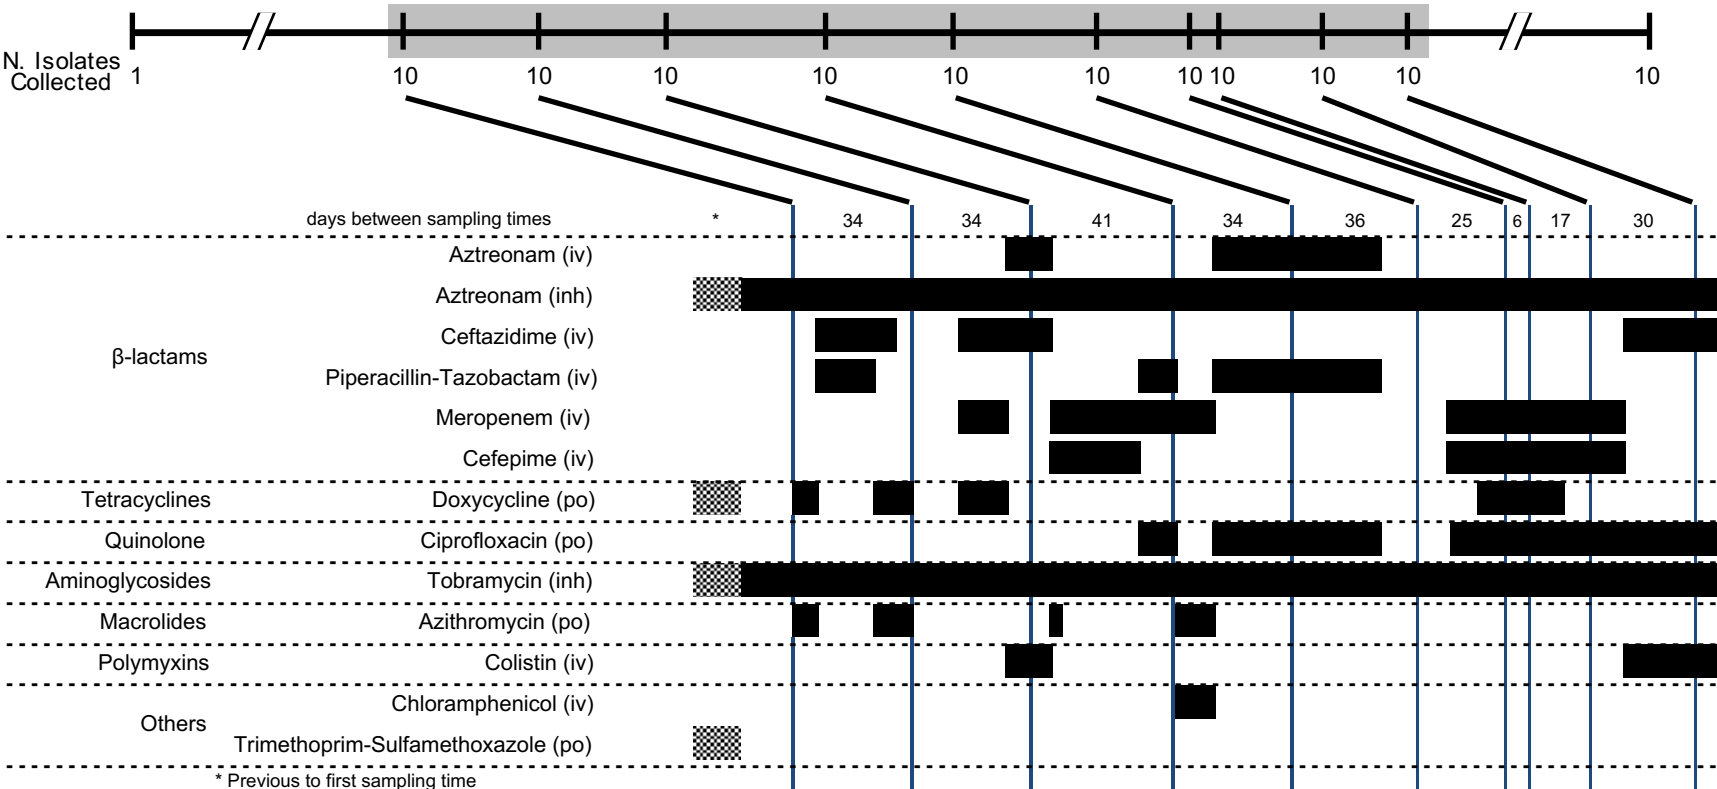 N. Isolates
Collected 1 10 10 10 10 10 10 10 10 10 10 10
days between sampling times * 34 34 41 34 36 25 6 17 30
Aztreonam (iv)
Aztreonam (inh)
Ceftazidime (iv)
β-lactams
Piperacillin-Tazobactam (iv)
Meropenem (iv)
Cefepime (iv)
Tetracyclines Doxycycline (po)
Quinolone Ciprofloxacin (po)
Aminoglycosides Tobramycin (inh)
Macrolides Azithromycin (po)
Polymyxins Colistin (iv)
Chloramphenicol (iv)
Others
Trimethoprim-Sulfamethoxazole (po)
* Previous to first sampling time